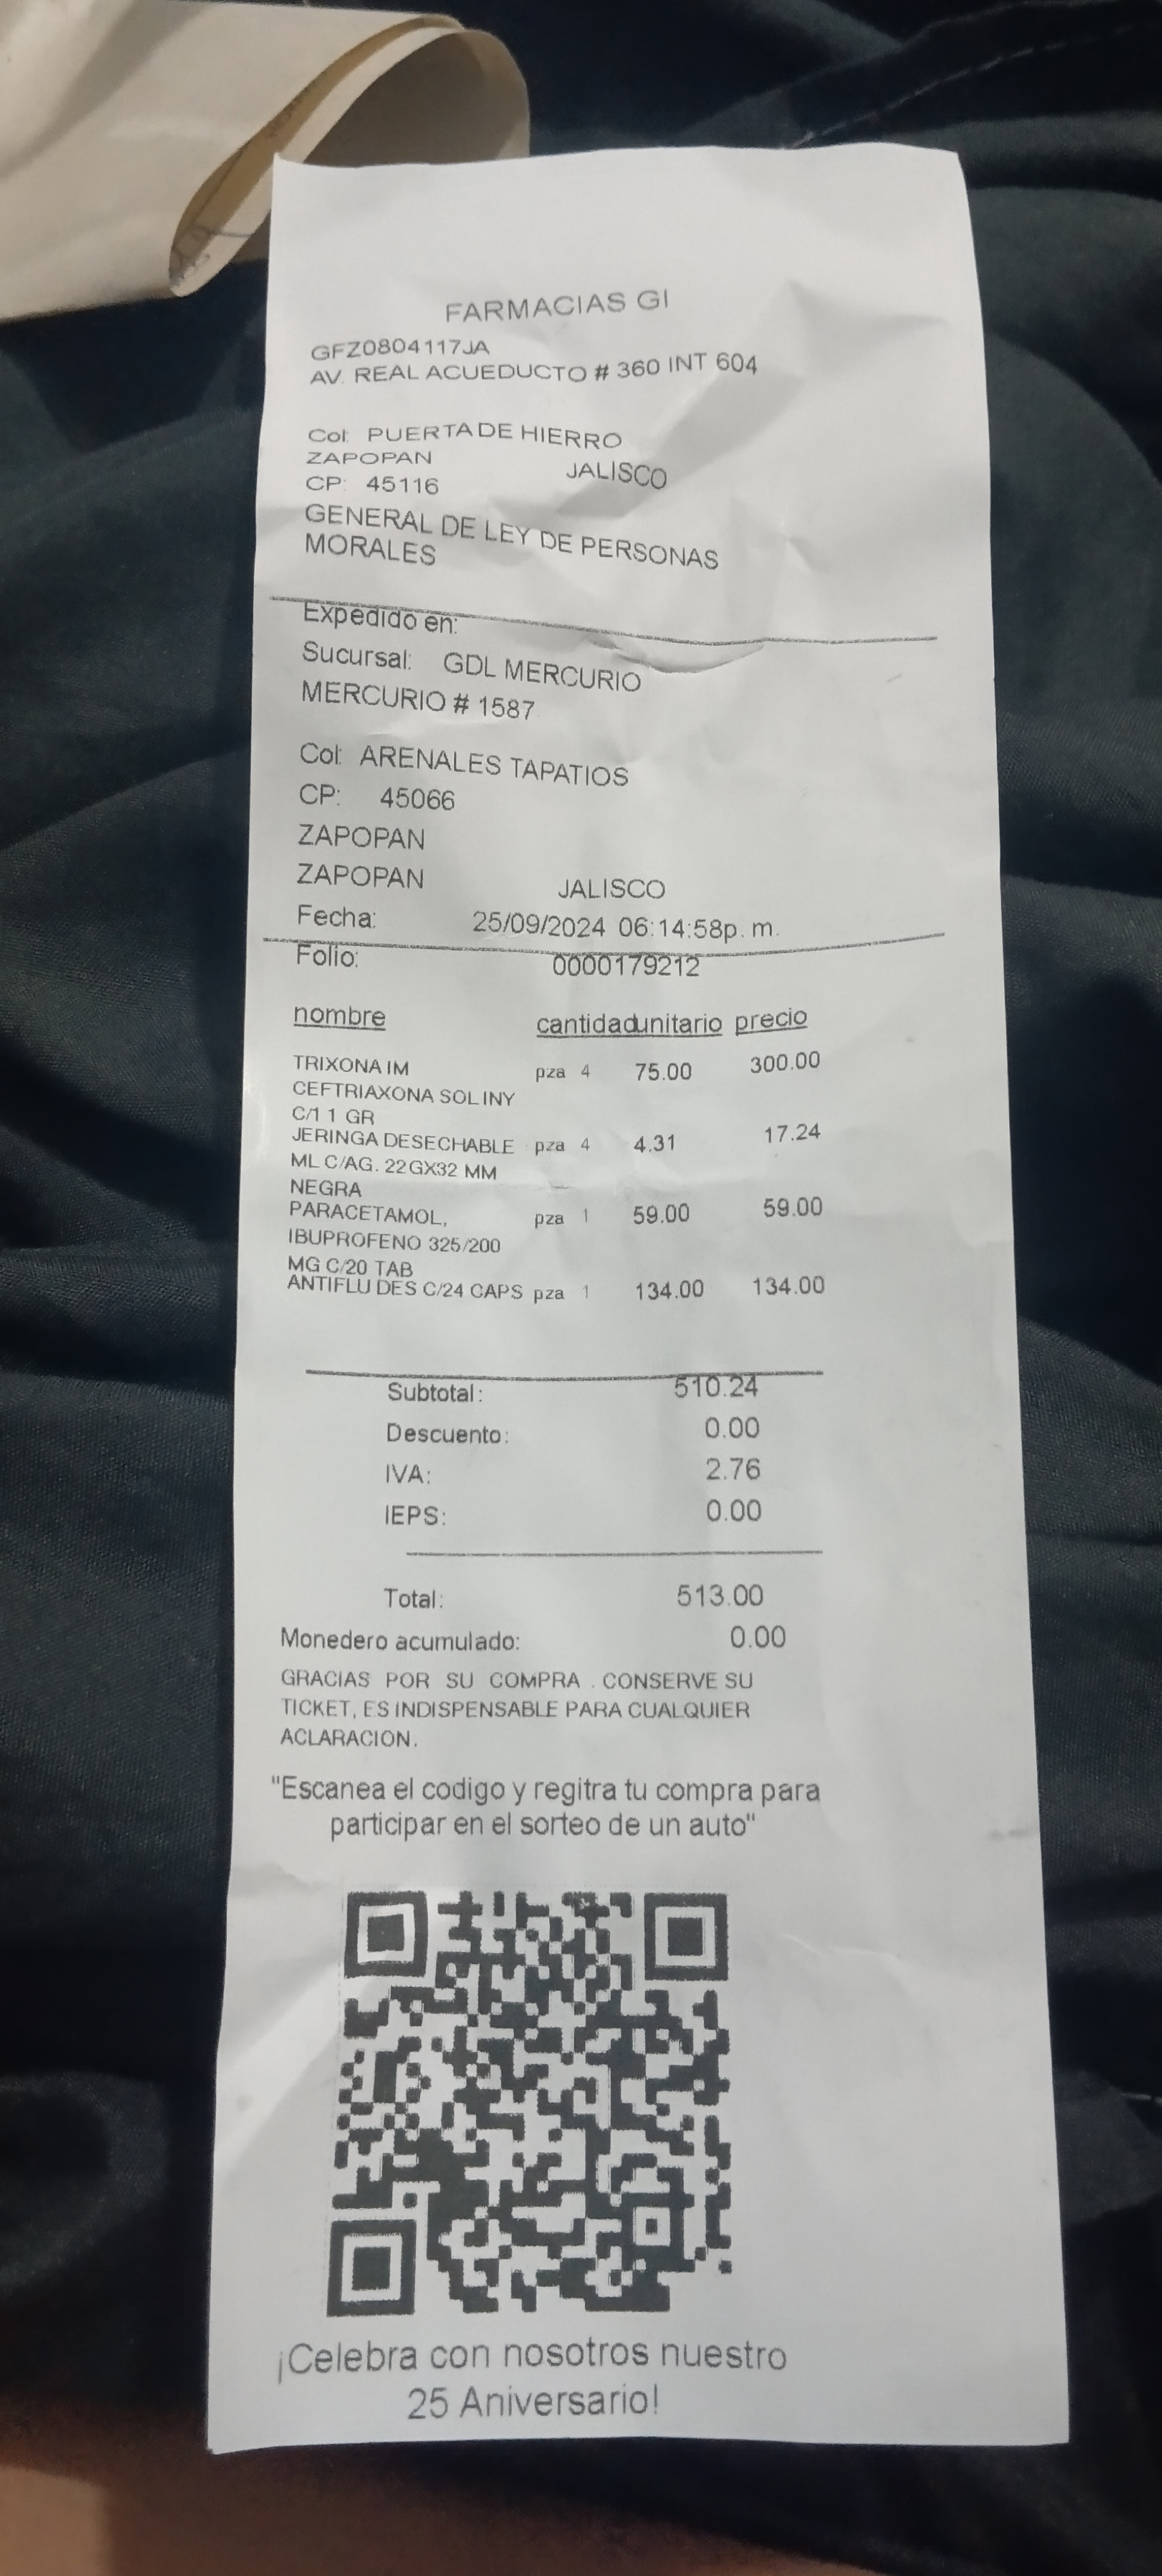 FARMACIAS GI
GFZ0804117JA
AV. REAL ACUEDUCTO # 360 INT 604
Col: PUERTA DE HIERRO
ZAPOPAN JALISCO
CP: 45116
GENERAL DE LEY DE PERSONAS
MORALES
Expedido en:
Sucursal: GDL MERCURIO
MERCURIO # 1587
Col: ARENALES TAPATIOS
CP: 45066
ZAPOPAN
ZAPOPAN JALISCO
Fecha: 25/09/2024 06:14:58p. m.
Folio: 0000179212
nombre cantidad unitario precio
TRIXONA IM pza 4 75.00 300.00
CEFTRIAXONA SOL INY
C/1 1 GR
JERINGA DESECHABLE pza 4 4.31 17.24
ML C/AG. 22GX32 MM
NEGRA
PARACETAMOL, pza 1 59.00 59.00
IBUPROFENO 325/200
MG C/20 TAB
ANTIFLU DES C/24 CAPS pza 1 134.00 134.00
Subtotal: 510.24
Descuento: 0.00
IVA: 2.76
IEPS: 0.00
Total: 513.00
Monedero acumulado: 0.00
GRACIAS POR SU COMPRA . CONSERVE SU
TICKET, ES INDISPENSABLE PARA CUALQUIER
ACLARACION.
"Escanea el codigo y regitra tu compra para
participar en el sorteo de un auto"
¡Celebra con nosotros nuestro
25 Aniversario!